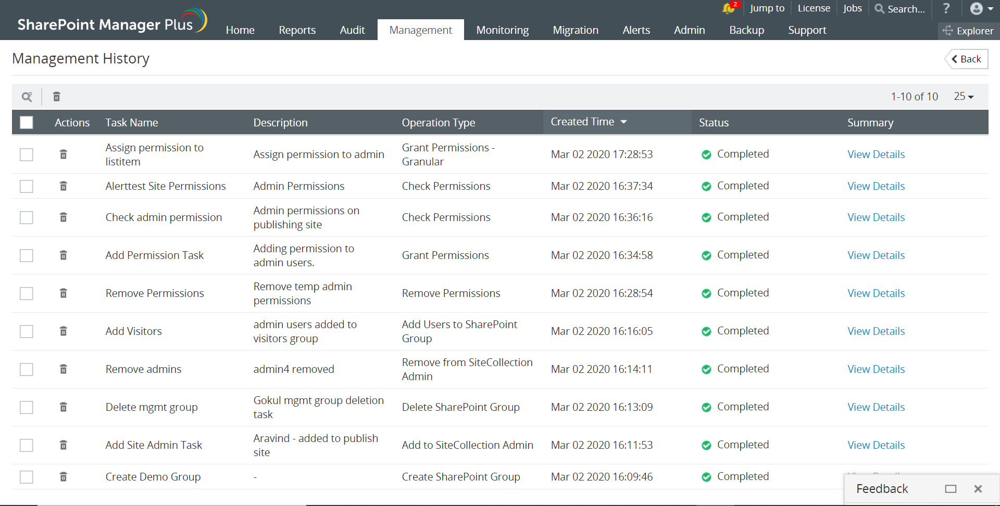 2
Jump to
License
Jobs
Search...
?
SharePoint Manager Plus
Home
Reports
Audit
Management
Monitoring
Migration
Alerts
Admin
Backup
Support
Explorer
Management History
Back
1-10 of 10
25
Actions
Task Name
Description
Operation Type
Created Time
Status
Summary
Assign permission to
listitem
Assign permission to admin
Grant Permissions -
Granular
Mar 02 2020 17:28:53
Completed
View Details
Alerttest Site Permissions
Admin Permissions
Check Permissions
Mar 02 2020 16:37:34
Completed
View Details
Check admin permission
Admin permissions on
publishing site
Check Permissions
Mar 02 2020 16:36:16
Completed
View Details
Add Permission Task
Adding permission to
admin users.
Grant Permissions
Mar 02 2020 16:34:58
Completed
View Details
Remove Permissions
Remove temp admin
permissions
Remove Permissions
Mar 02 2020 16:28:54
Completed
View Details
Add Visitors
admin users added to
visitors group
Add Users to SharePoint
Group
Mar 02 2020 16:16:05
Completed
View Details
Remove admins
admin4 removed
Remove from SiteCollection
Admin
Mar 02 2020 16:14:11
Completed
View Details
Delete mgmt group
Gokul mgmt group deletion
task
Delete SharePoint Group
Mar 02 2020 16:13:09
Completed
View Details
Add Site Admin Task
Aravind - added to publish
site
Add to SiteCollection Admin
Mar 02 2020 16:11:53
Completed
View Details
Create Demo Group
-
Create SharePoint Group
Mar 02 2020 16:09:46
Completed
Feedback